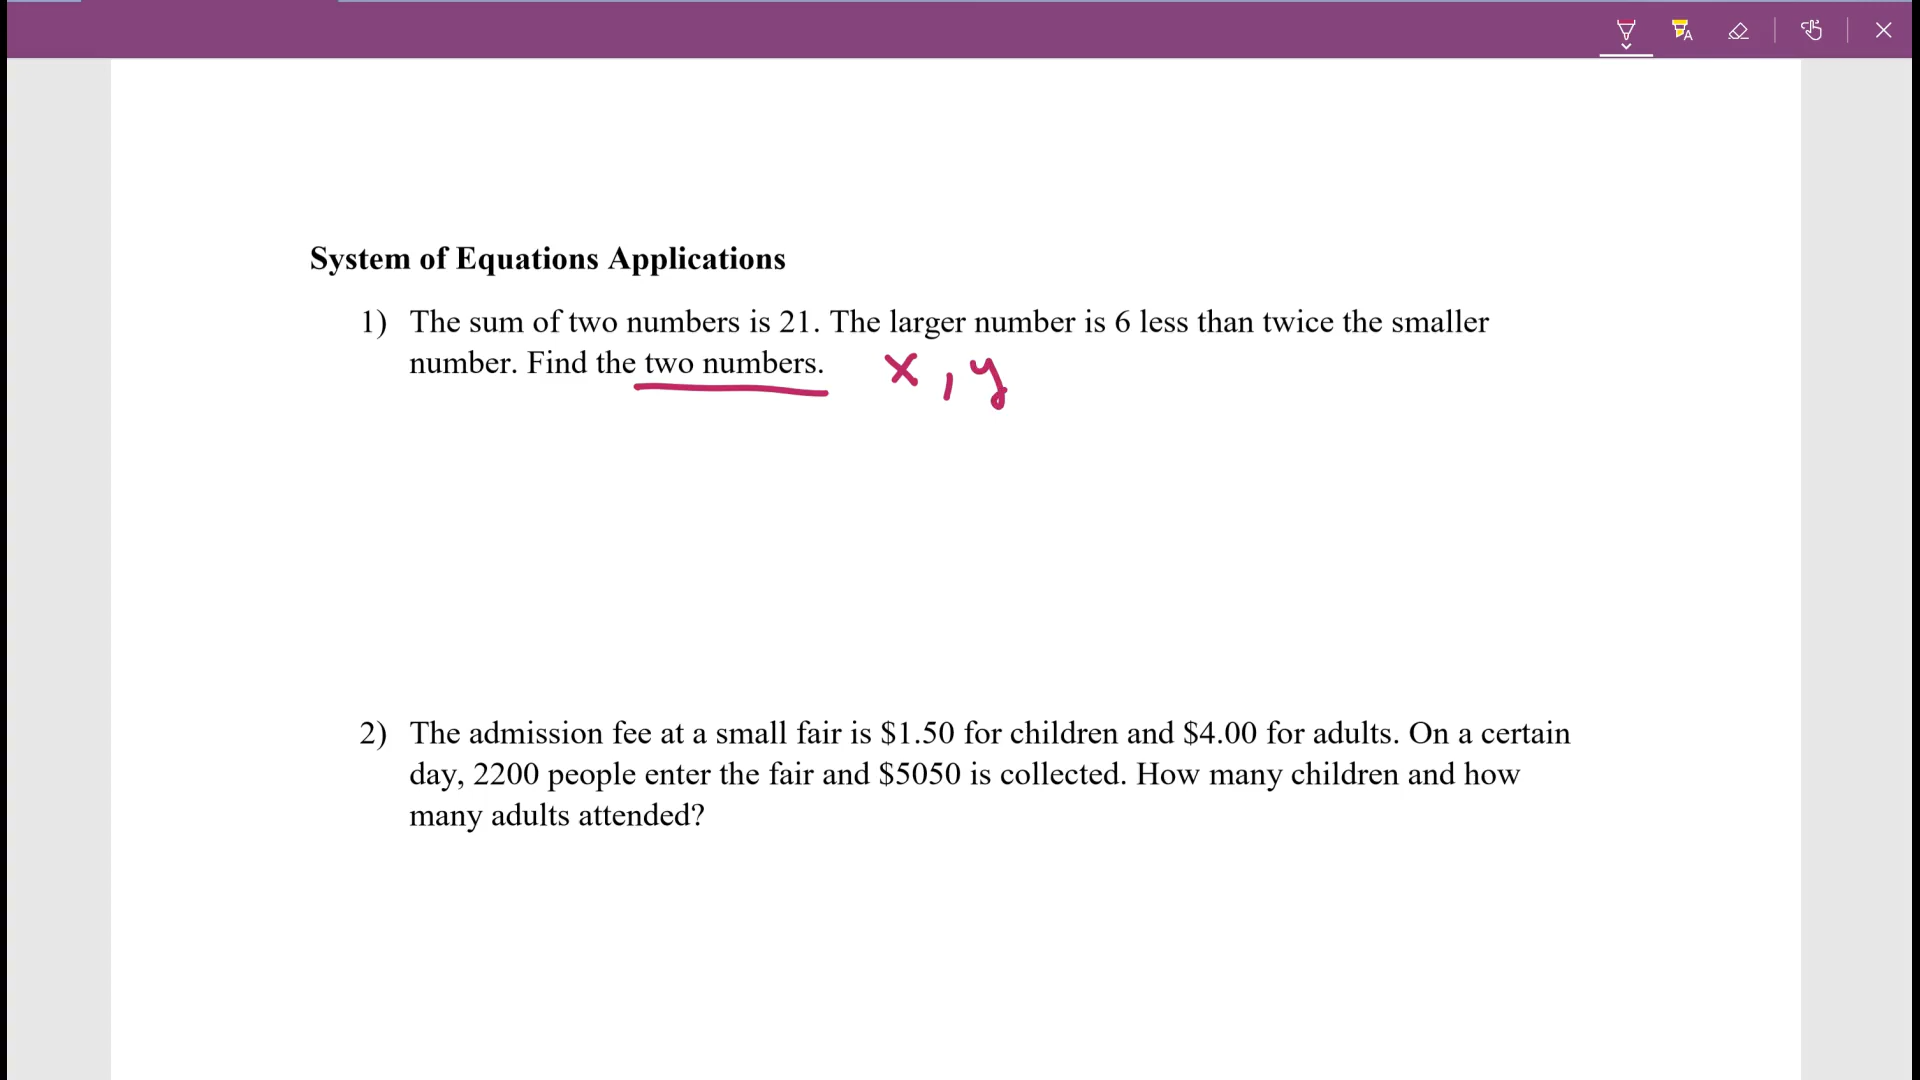 System of Equations Applications
1) The sum of two numbers is 21. The larger number is 6 less than twice the smaller
number. Find the two numbers. x, y
2) The admission fee at a small fair is $1.50 for children and $4.00 for adults. On a certain
day, 2200 people enter the fair and $5050 is collected. How many children and how
many adults attended?